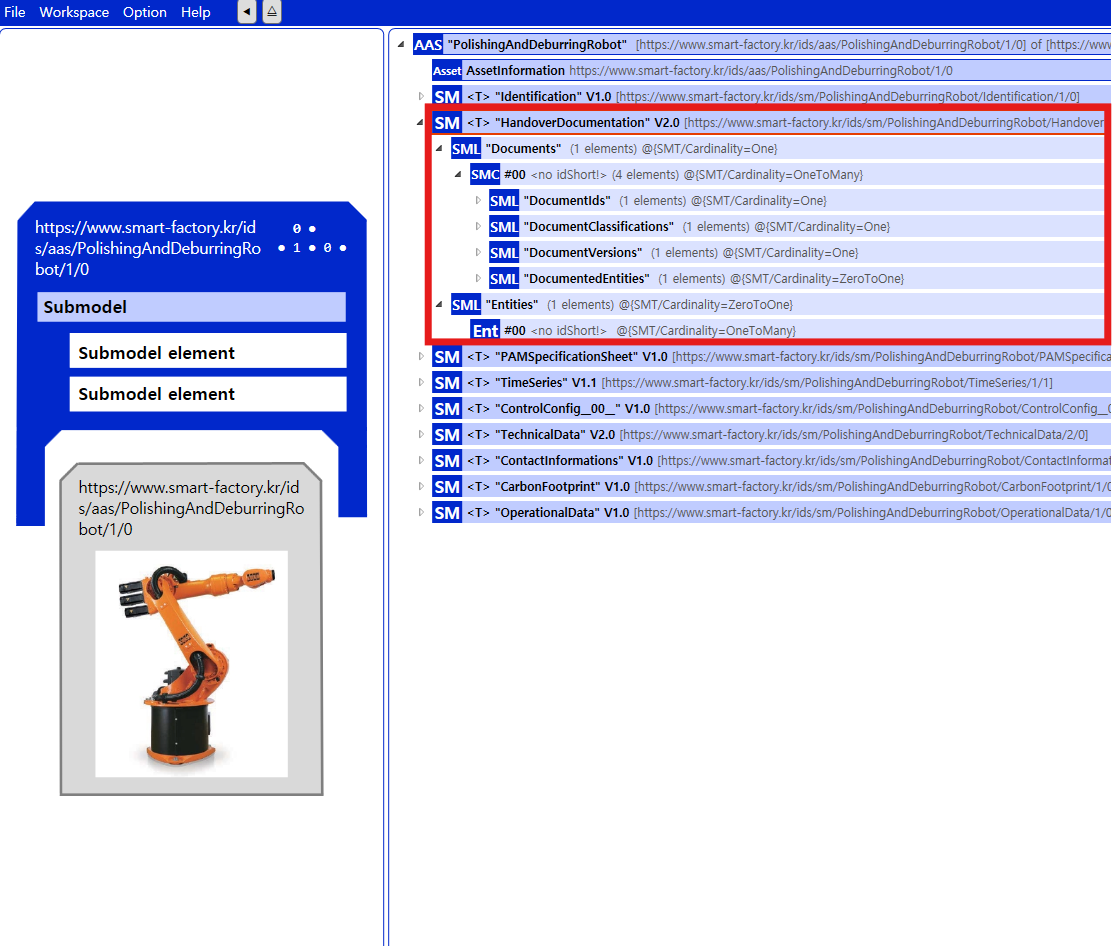 File Workspace Option Help
https://www.smart-factory.kr/id
s/aas/PolishingAndDeburringRo
bot/1/0
0
1 0
Submodel
Submodel element
Submodel element
https://www.smart-factory.kr/id
s/aas/PolishingAndDeburringRo
bot/1/0
AAS "PolishingAndDeburringRobot" [https://www.smart-factory.kr/ids/aas/PolishingAndDeburringRobot/1/0] of [https://www
Asset AssetInformation https://www.smart-factory.kr/ids/aas/PolishingAndDeburringRobot/1/0
SM <T> "Identification" V1.0 [https://www.smart-factory.kr/ids/sm/PolishingAndDeburringRobot/Identification/1/0]
SM <T> "HandoverDocumentation" V2.0 [https://www.smart-factory.kr/ids/sm/PolishingAndDeburringRobot/Handover
SML "Documents" (1 elements) @{SMT/Cardinality=One}
SMC #00 <no idShort!> (4 elements) @{SMT/Cardinality=OneToMany}
SML "DocumentIds" (1 elements) @{SMT/Cardinality=One}
SML "DocumentClassifications" (1 elements) @{SMT/Cardinality=One}
SML "DocumentVersions" (1 elements) @{SMT/Cardinality=One}
SML "DocumentedEntities" (1 elements) @{SMT/Cardinality=ZeroToOne}
SML "Entities" (1 elements) @{SMT/Cardinality=ZeroToOne}
Ent #00 <no idShort!> @{SMT/Cardinality=OneToMany}
SM <T> "PAMSpecificationSheet" V1.0 [https://www.smart-factory.kr/ids/sm/PolishingAndDeburringRobot/PAMSpecifica
SM <T> "TimeSeries" V1.1 [https://www.smart-factory.kr/ids/sm/PolishingAndDeburringRobot/TimeSeries/1/1]
SM <T> "ControlConfig__00__" V1.0 [https://www.smart-factory.kr/ids/sm/PolishingAndDeburringRobot/ControlConfig__0
SM <T> "TechnicalData" V2.0 [https://www.smart-factory.kr/ids/sm/PolishingAndDeburringRobot/TechnicalData/2/0]
SM <T> "ContactInformations" V1.0 [https://www.smart-factory.kr/ids/sm/PolishingAndDeburringRobot/ContactInformat
SM <T> "CarbonFootprint" V1.0 [https://www.smart-factory.kr/ids/sm/PolishingAndDeburringRobot/CarbonFootprint/1/0
SM <T> "OperationalData" V1.0 [https://www.smart-factory.kr/ids/sm/PolishingAndDeburringRobot/OperationalData/1/0